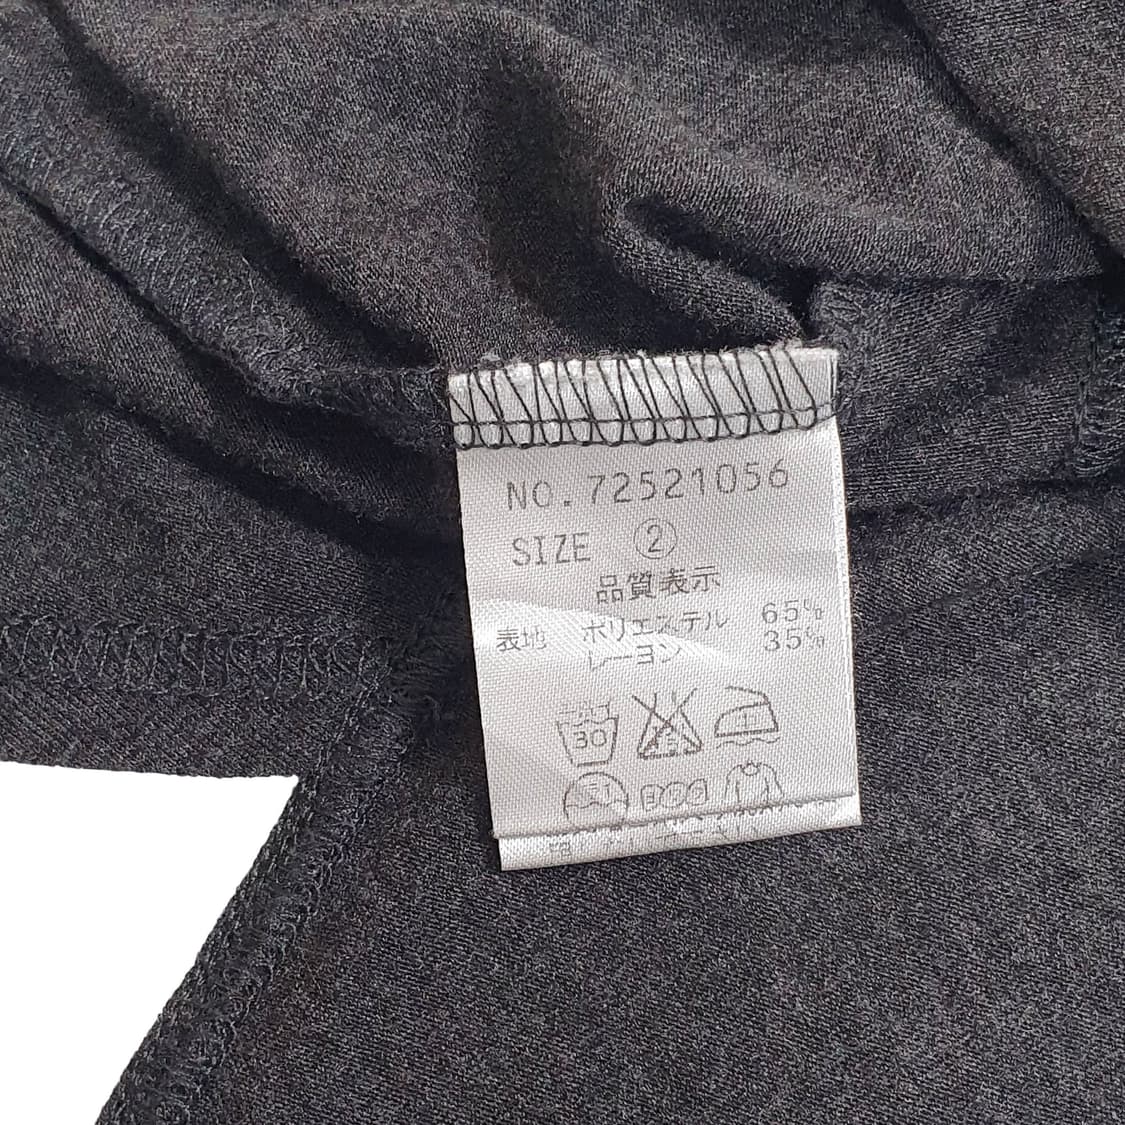 NO.72521056
SIZE ②
品質表示
表地 ポリエステル 65%
レーヨン 35%
30